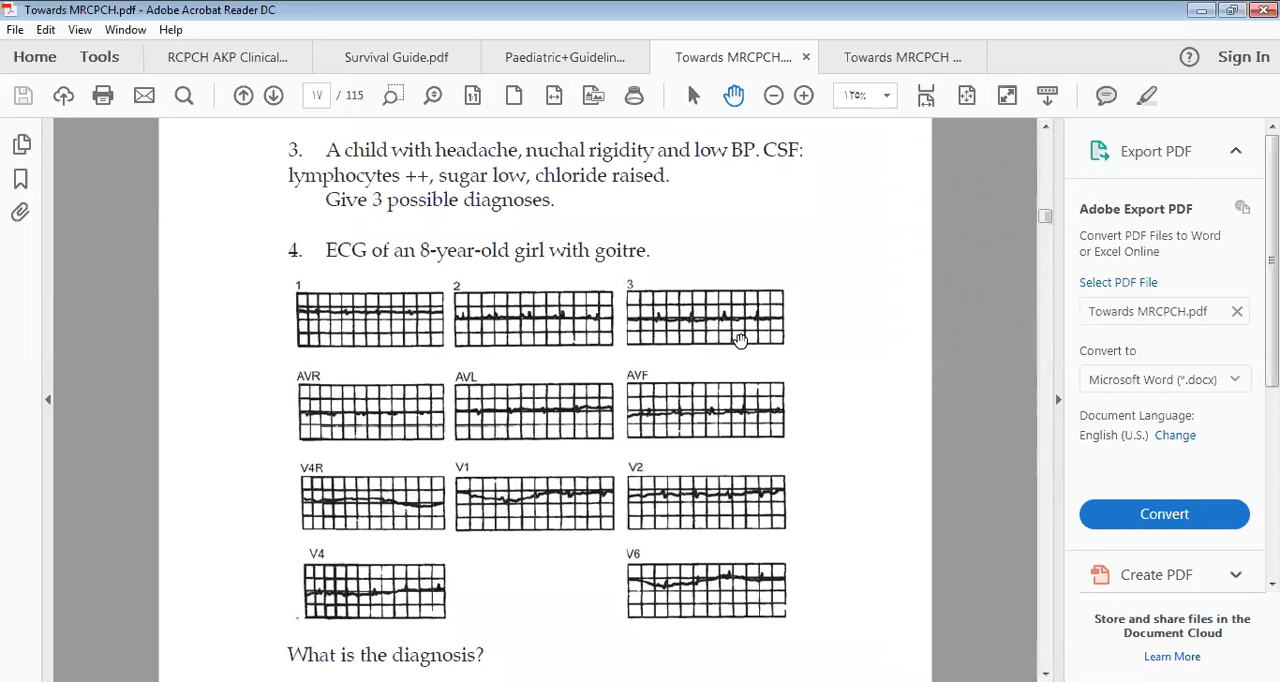 Towards MRCPCH.pdf - Adobe Acrobat Reader DC
File Edit View Window Help
Home Tools RCPCH AKP Clinical... Survival Guide.pdf Paediatric+Guidelin... Towards MRCPCH.... × Towards MRCPCH ... ? Sign In
١٧ / 115 ١٢٥٪
3. A child with headache, nuchal rigidity and low BP. CSF:
lymphocytes ++, sugar low, chloride raised.
Give 3 possible diagnoses.
4. ECG of an 8-year-old girl with goitre.
1 2 3
AVR AVL AVF
V4R V1 V2
V4 V6
What is the diagnosis?
Export PDF
Adobe Export PDF
Convert PDF Files to Word
or Excel Online
Select PDF File
Towards MRCPCH.pdf ×
Convert to
Microsoft Word (*.docx)
Document Language:
English (U.S.) Change
Convert
Create PDF
Store and share files in the
Document Cloud
Learn More